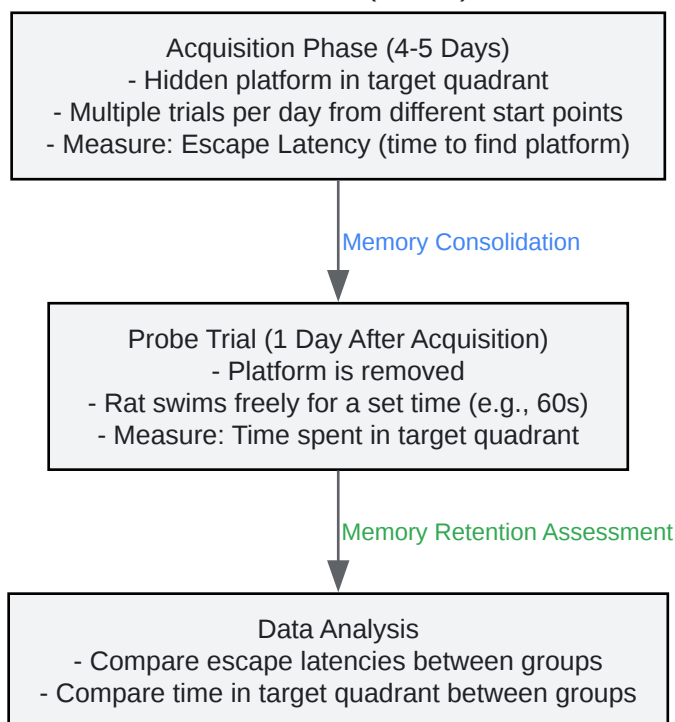 Acquisition Phase (4-5 Days)
- Hidden platform in target quadrant
- Multiple trials per day from different start points
- Measure: Escape Latency (time to find platform)
Memory Consolidation
Probe Trial (1 Day After Acquisition)
- Platform is removed
- Rat swims freely for a set time (e.g., 60s)
- Measure: Time spent in target quadrant
Memory Retention Assessment
Data Analysis
- Compare escape latencies between groups
- Compare time in target quadrant between groups